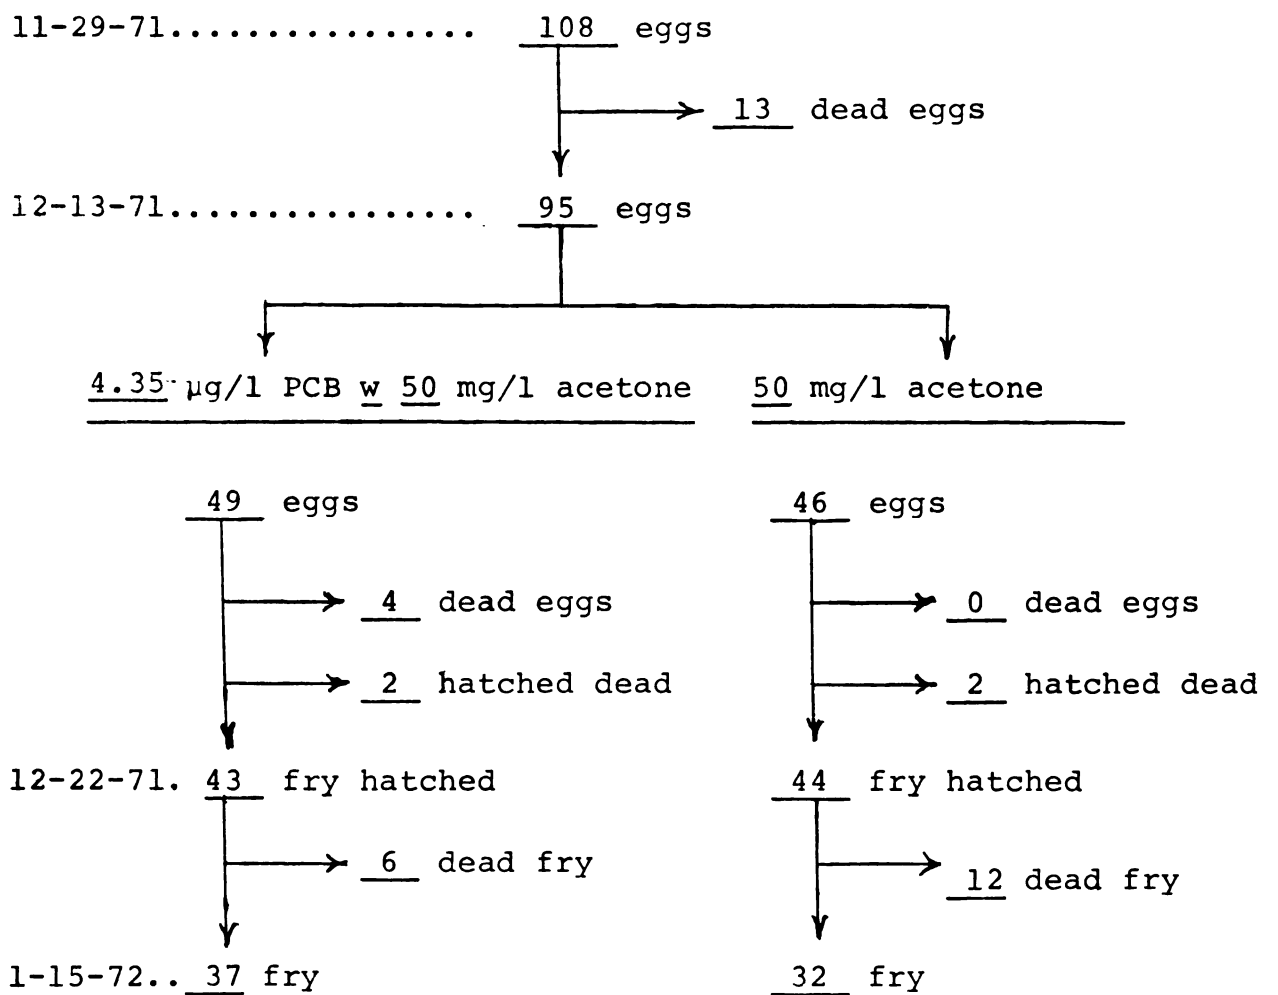 11-29-71................ 108 eggs
13 dead eggs
12-13-71................ 95 eggs
4.35 µg/l PCB w 50 mg/l acetone 50 mg/l acetone
49 eggs 46 eggs
4 dead eggs 0 dead eggs
2 hatched dead 2 hatched dead
12-22-71. 43 fry hatched 44 fry hatched
6 dead fry 12 dead fry
1-15-72.. 37 fry 32 fry